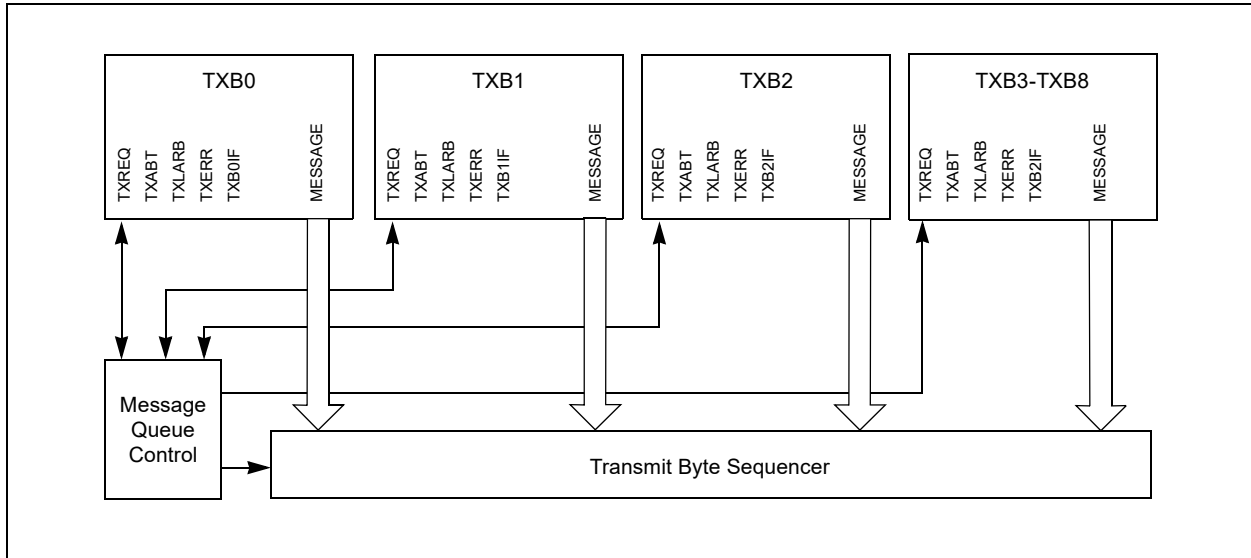 TXB0
TXREQ
TXABT
TXLARB
TXERR
TXB0IF
MESSAGE
TXB1
TXREQ
TXABT
TXLARB
TXERR
TXB1IF
MESSAGE
TXB2
TXREQ
TXABT
TXLARB
TXERR
TXB2IF
MESSAGE
TXB3-TXB8
TXREQ
TXABT
TXLARB
TXERR
TXB2IF
MESSAGE
Message
Queue
Control
Transmit Byte Sequencer